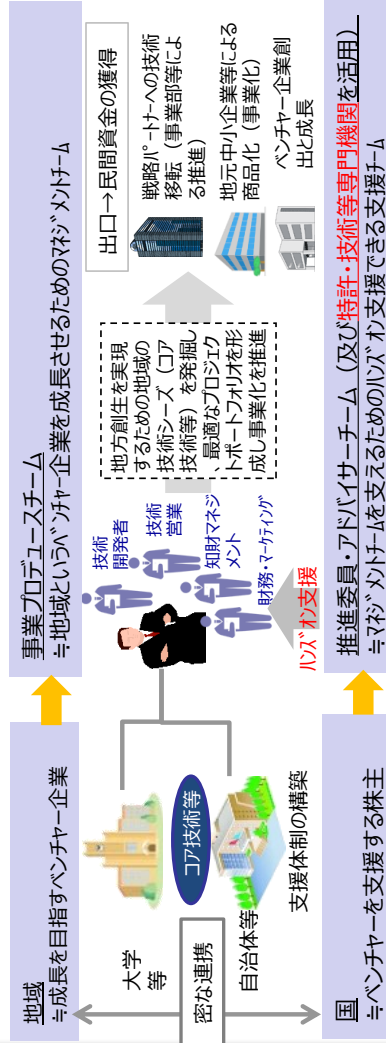 地域
≒成長を目指すベンチャー企業
事業プロデュースチーム
≒地域というベンチャー企業を成長させるためのマネジメントチーム
大学
等
コア技術等
密な連携
自治体等
支援体制の構築
技術
開発者
技術
営業
知財マネジ
メント
財務・マーケティング
ハンズオン支援
地方創生を実現
するための地域の
技術シーズ（コア
技術等）を発掘し
、最適なプロジェク
トポートフォリオを形
成し事業化を推進
出口→民間資金の獲得
戦略パートナーへの技術
移転（事業部等によ
る推進）
地元中小企業等による
商品化（事業化）
ベンチャー企業創
出と成長
国
≒ベンチャーを支援する株主
推進委員・アドバイザーチーム（及び特許・技術等専門機関を活用）
≒マネジメントチームを支えるためのハンズオン支援できる支援チーム